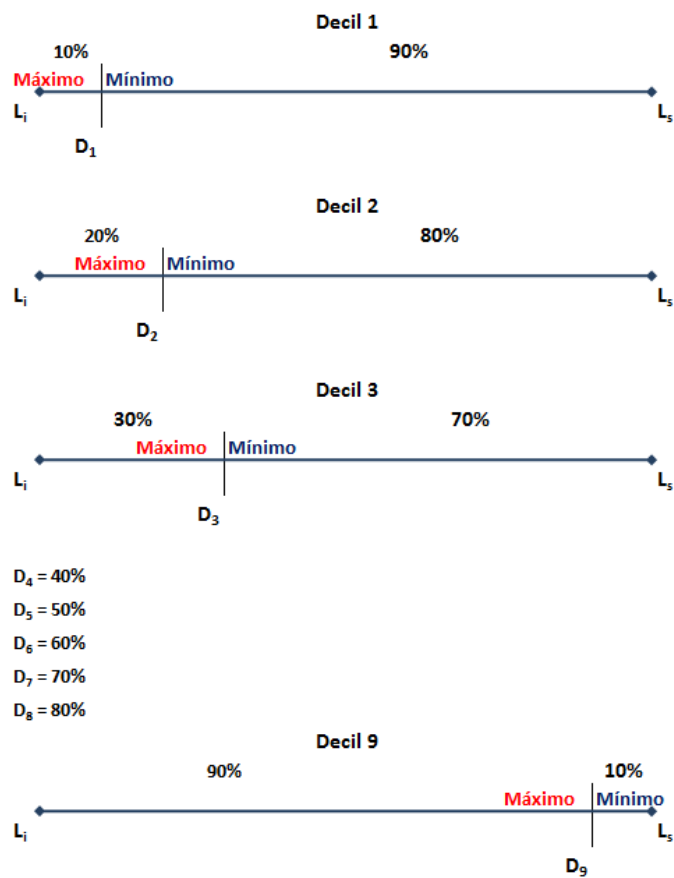 Decil 1
10% 90%
Máximo Mínimo
Li Ls
D1
Decil 2
20% 80%
Máximo Mínimo
Li Ls
D2
Decil 3
30% 70%
Máximo Mínimo
Li Ls
D3
D4 = 40%
D5 = 50%
D6 = 60%
D7 = 70%
D8 = 80%
Decil 9
90% 10%
Máximo Mínimo
Li Ls
D9